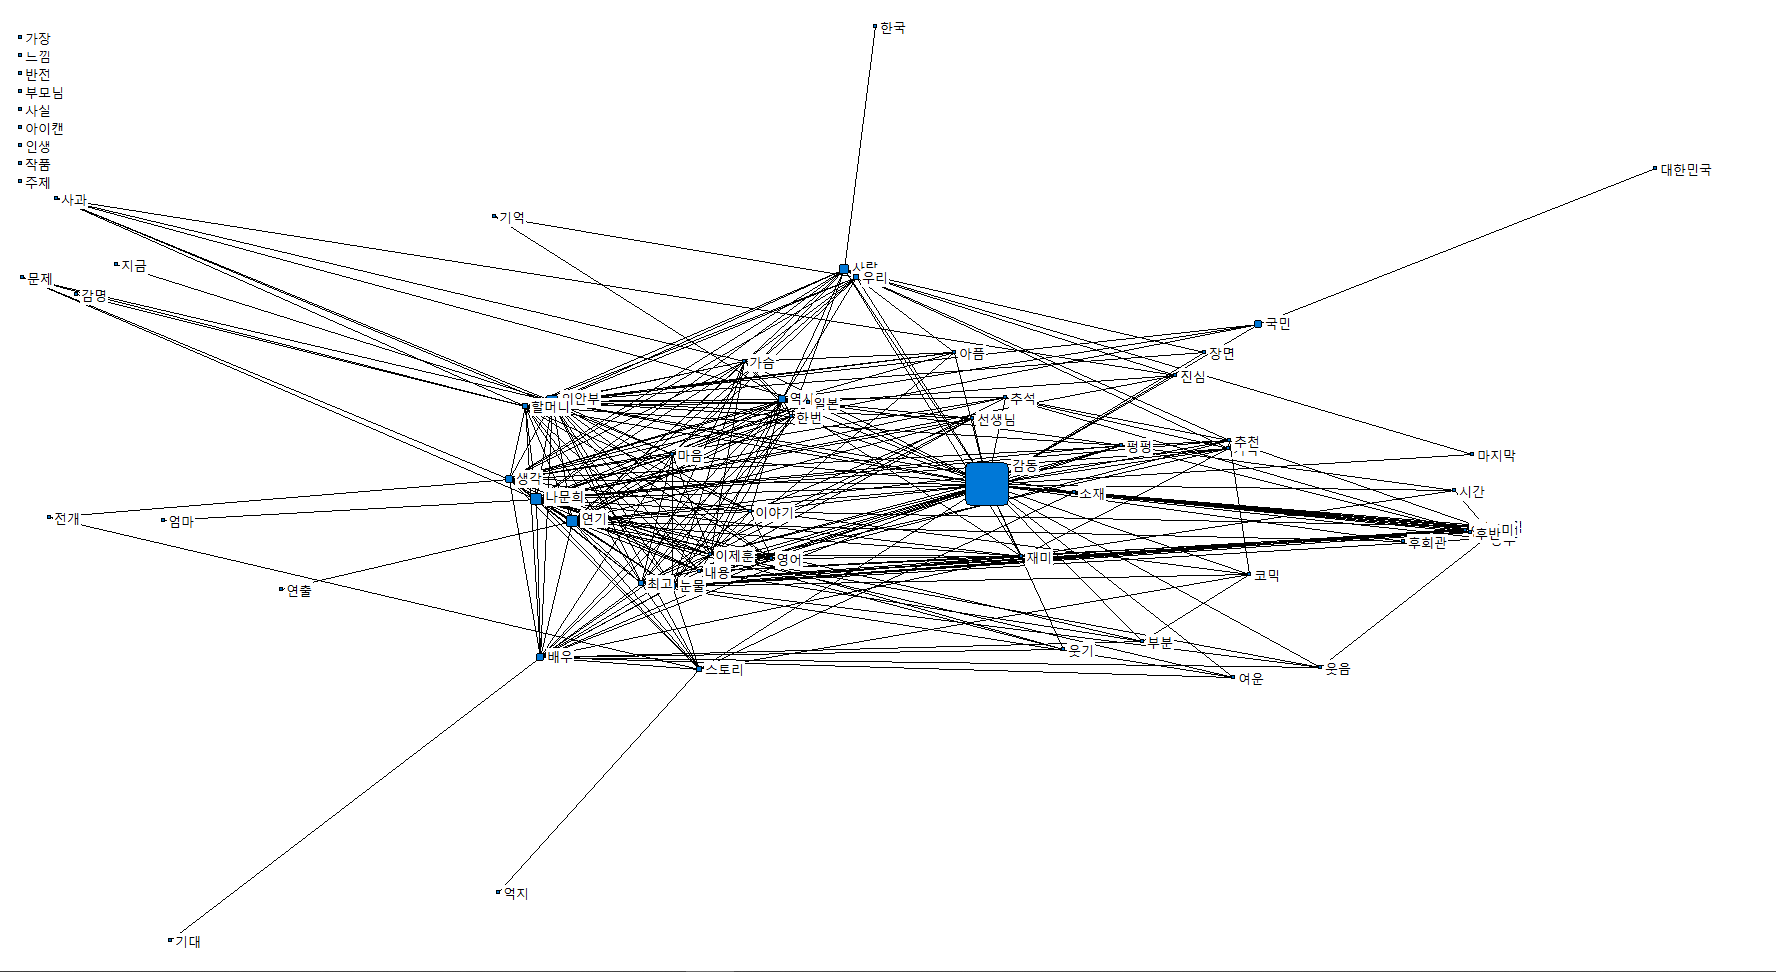 한국
가장
느낌
반전
부모님
사실
아이캔
인생
작품
주제
대한민국
사과
기억
지금
문제
감명
사람
우리
국민
장면
아픔
가슴
진심
위안부
할머니
역사
일본
한번
추석
선생님
추천
펑펑
마음
감동
마지막
생각
나문희
소재
시간
전개
엄마
연기
이야기
후반
후회관
이제훈
영어
재미
내용
최고
눈물
코믹
연출
배우
스토리
웃기
부분
웃음
여운
억지
기대